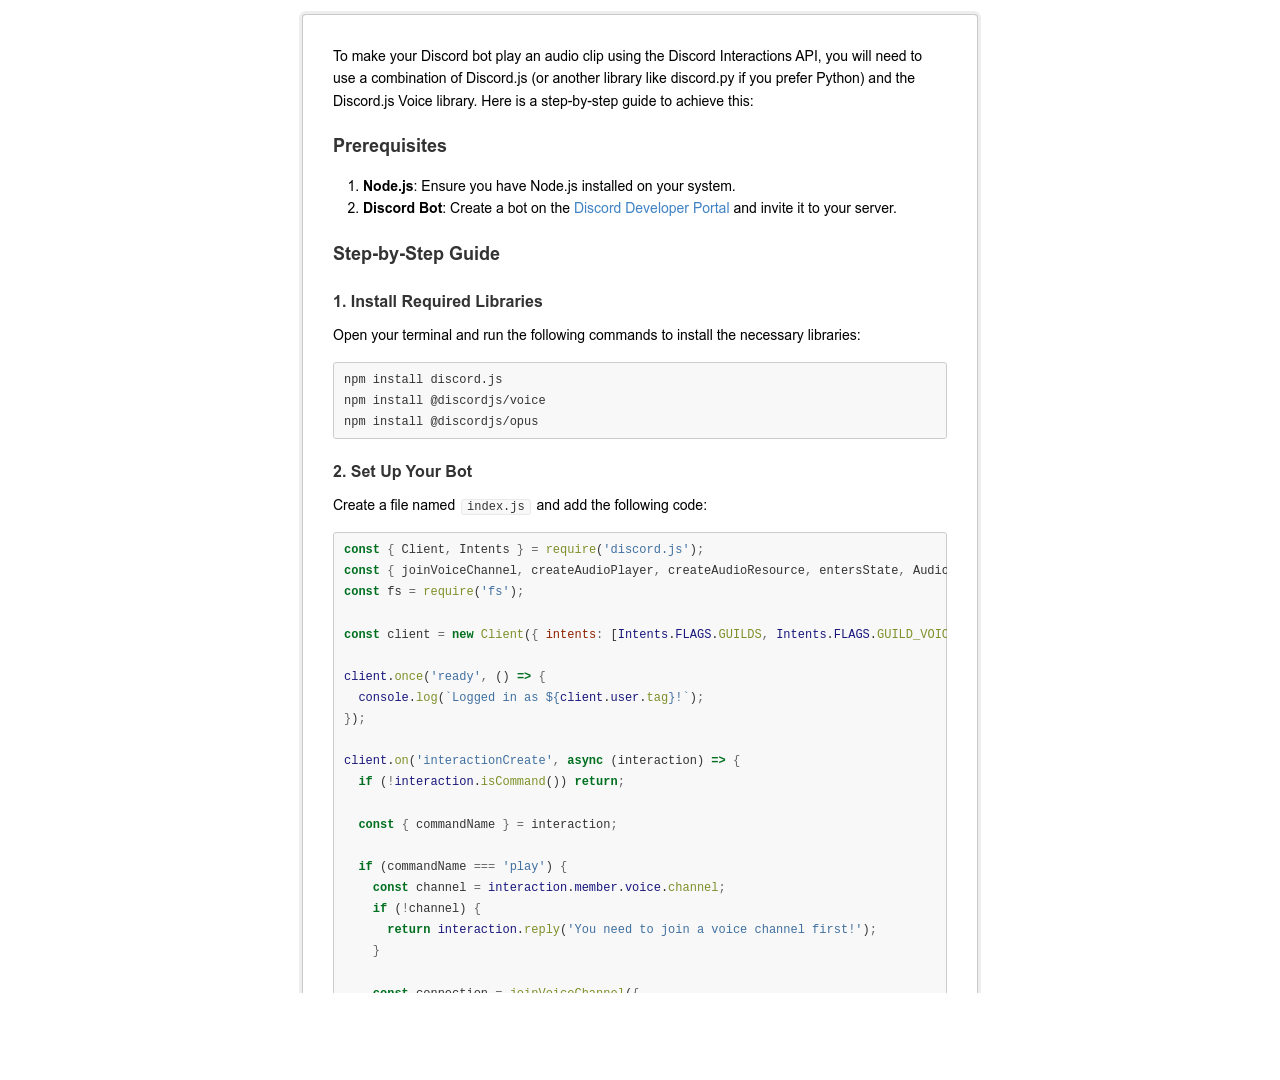 To make your Discord bot play an audio clip using the Discord Interactions API, you will need to
use a combination of Discord.js (or another library like discord.py if you prefer Python) and the
Discord.js Voice library. Here is a step-by-step guide to achieve this:
Prerequisites
1. Node.js: Ensure you have Node.js installed on your system.
2. Discord Bot: Create a bot on the Discord Developer Portal and invite it to your server.
Step-by-Step Guide
1. Install Required Libraries
Open your terminal and run the following commands to install the necessary libraries:
npm install discord.js
npm install @discordjs/voice
npm install @discordjs/opus
2. Set Up Your Bot
Create a file named index.js and add the following code:
const { Client, Intents } = require('discord.js');
const { joinVoiceChannel, createAudioPlayer, createAudioResource, entersState, Audio
const fs = require('fs');
const client = new Client({ intents: [Intents.FLAGS.GUILDS, Intents.FLAGS.GUILD_VOIC
client.once('ready', () => {
  console.log(`Logged in as ${client.user.tag}!`);
});
client.on('interactionCreate', async (interaction) => {
  if (!interaction.isCommand()) return;
  const { commandName } = interaction;
  if (commandName === 'play') {
    const channel = interaction.member.voice.channel;
    if (!channel) {
      return interaction.reply('You need to join a voice channel first!');
    }
    const connection = joinVoiceChannel({